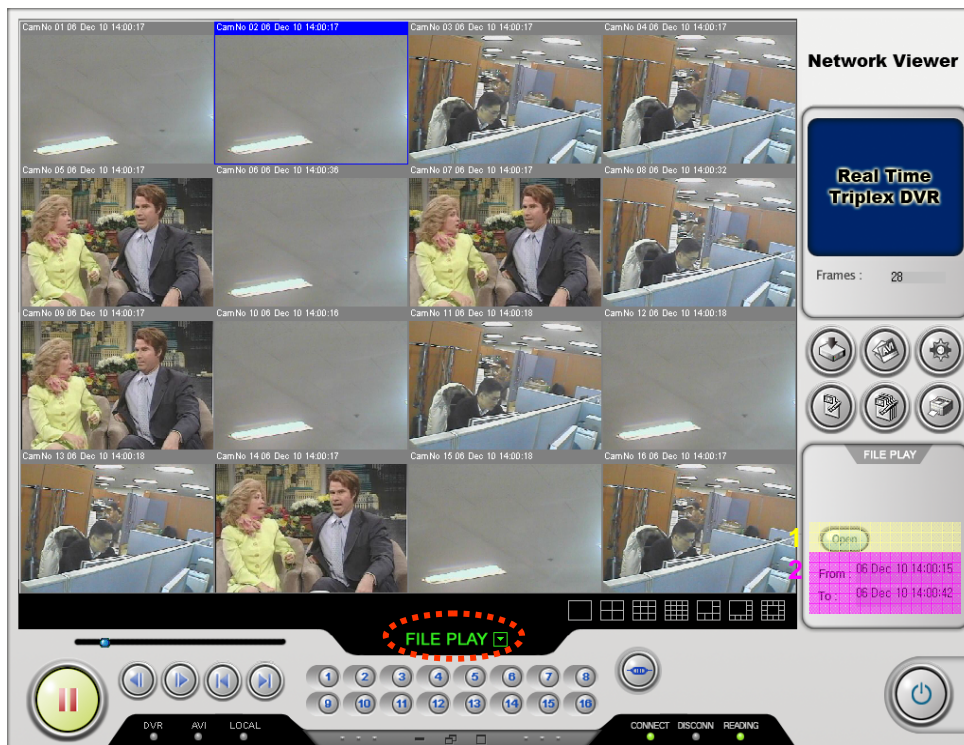 CamNo 01 06 Dec 10 14:00:17
CamNo 02 06 Dec 10 14:00:17
CamNo 03 06 Dec 10 14:00:17
CamNo 04 06 Dec 10 14:00:17
Network Viewer
Real Time
Triplex DVR
Frames : 28
CamNo 05 06 Dec 10 14:00:17
CamNo 06 06 Dec 10 14:00:36
CamNo 07 06 Dec 10 14:00:17
CamNo 08 06 Dec 10 14:00:32
CamNo 09 06 Dec 10 14:00:17
CamNo 10 06 Dec 10 14:00:16
CamNo 11 06 Dec 10 14:00:18
CamNo 12 06 Dec 10 14:00:18
AVI
CamNo 13 06 Dec 10 14:00:18
CamNo 14 06 Dec 10 14:00:17
CamNo 15 06 Dec 10 14:00:18
CamNo 16 06 Dec 10 14:00:17
FILE PLAY
1
Open
2
From : 06 Dec 10 14:00:15
To : 06 Dec 10 14:00:42
FILE PLAY
1 2 3 4 5 6 7 8
9 10 11 12 13 14 15 16
DVR AVI LOCAL
CONNECT DISCONN READING